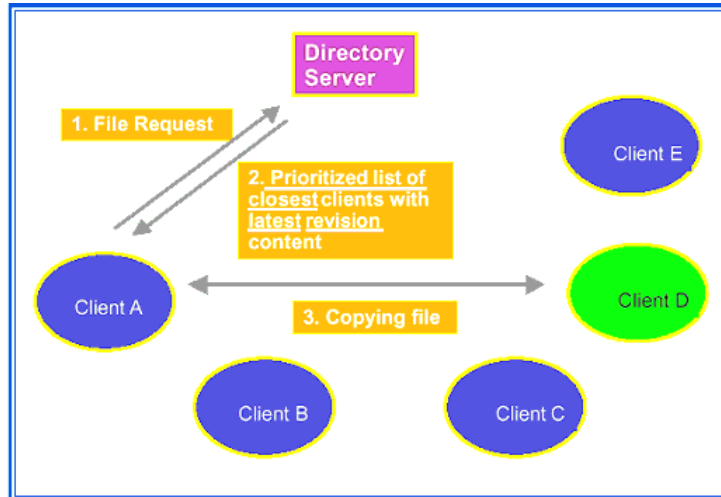 Directory
Server
1. File Request
2. Prioritized list of
closest clients with
latest revision
content
Client E
Client A
Client D
3. Copying file
Client B
Client C